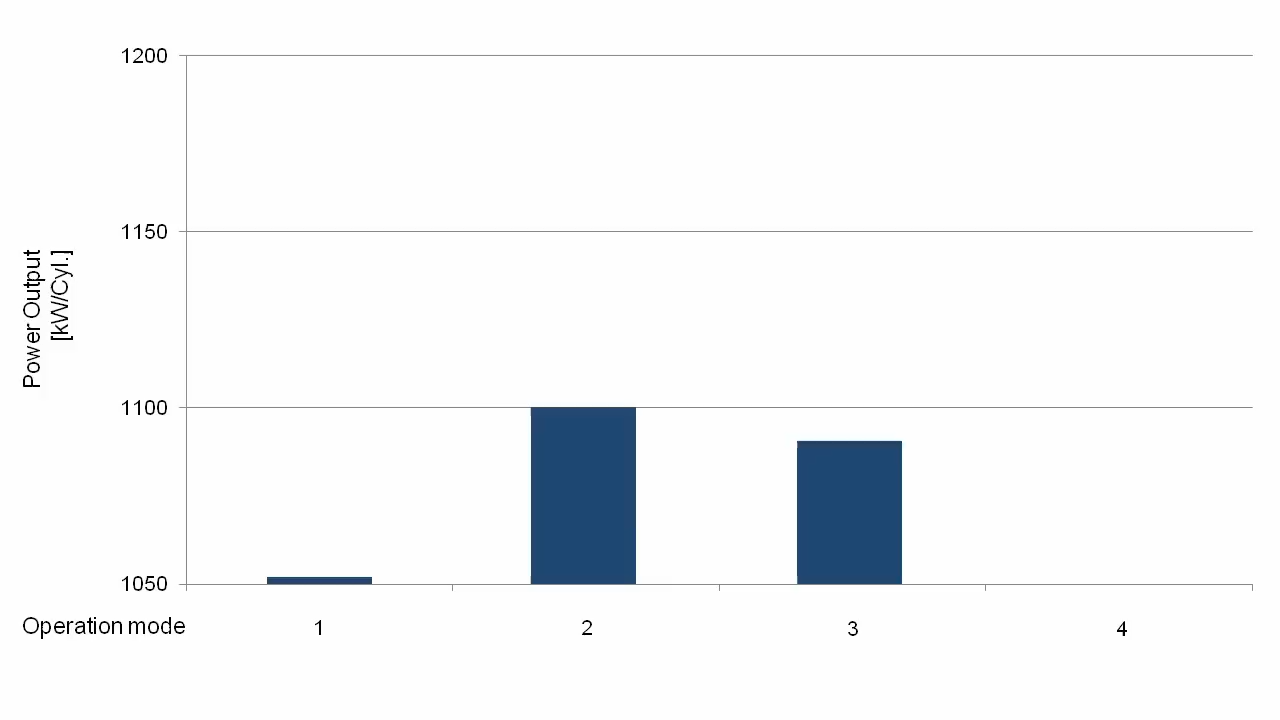 1200
1150
1100
1050
Power Output
[kW/Cyl.]
Operation mode 1 2 3 4